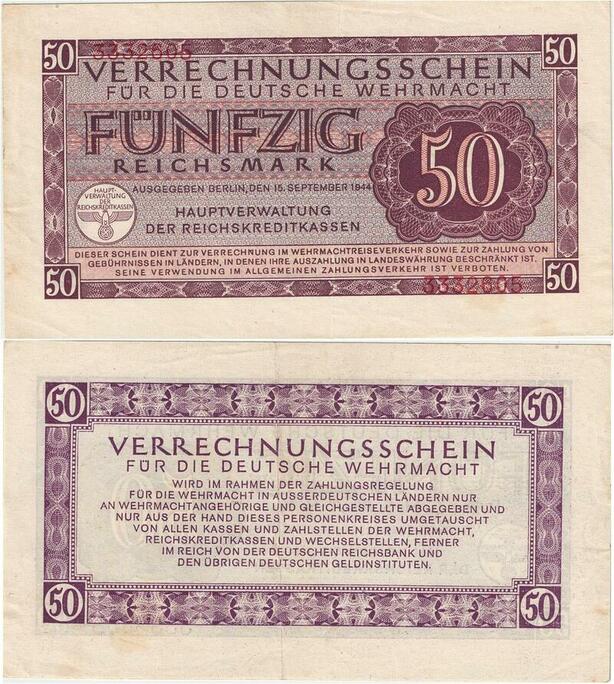 50 3332605 50
VERRECHNUNGSSCHEIN
FÜR DIE DEUTSCHE WEHRMACHT
FÜNFZIG
REICHSMARK
50
AUSGEGEBEN BERLIN, DEN 15. SEPTEMBER 1944
HAUPT-
VERWALTUNG
DER
REICHSKREDITKASSEN
HAUPTVERWALTUNG
DER REICHSKREDITKASSEN
DIESER SCHEIN DIENT ZUR VERRECHNUNG IM WEHRMACHTREISEVERKEHR SOWIE ZUR ZAHLUNG VON
GEBÜHRNISSEN IN LÄNDERN, IN DENEN IHRE AUSZAHLUNG IN LANDESWÄHRUNG BESCHRÄNKT IST.
SEINE VERWENDUNG IM ALLGEMEINEN ZAHLUNGSVERKEHR IST VERBOTEN.
50 3332605 50
50 50
VERRECHNUNGSSCHEIN
FÜR DIE DEUTSCHE WEHRMACHT
WIRD IM RAHMEN DER ZAHLUNGSREGELUNG
FÜR DIE WEHRMACHT IN AUSSERDEUTSCHEN LÄNDERN NUR
AN WEHRMACHTANGEHÖRIGE UND GLEICHGESTELLTE ABGEGEBEN UND
NUR AUS DER HAND DIESES PERSONENKREISES UMGETAUSCHT
VON ALLEN KASSEN UND ZAHLSTELLEN DER WEHRMACHT,
REICHSKREDITKASSEN UND WECHSELSTELLEN, FERNER
IM REICH VON DER DEUTSCHEN REICHSBANK UND
DEN ÜBRIGEN DEUTSCHEN GELDINSTITUTEN.
50 50